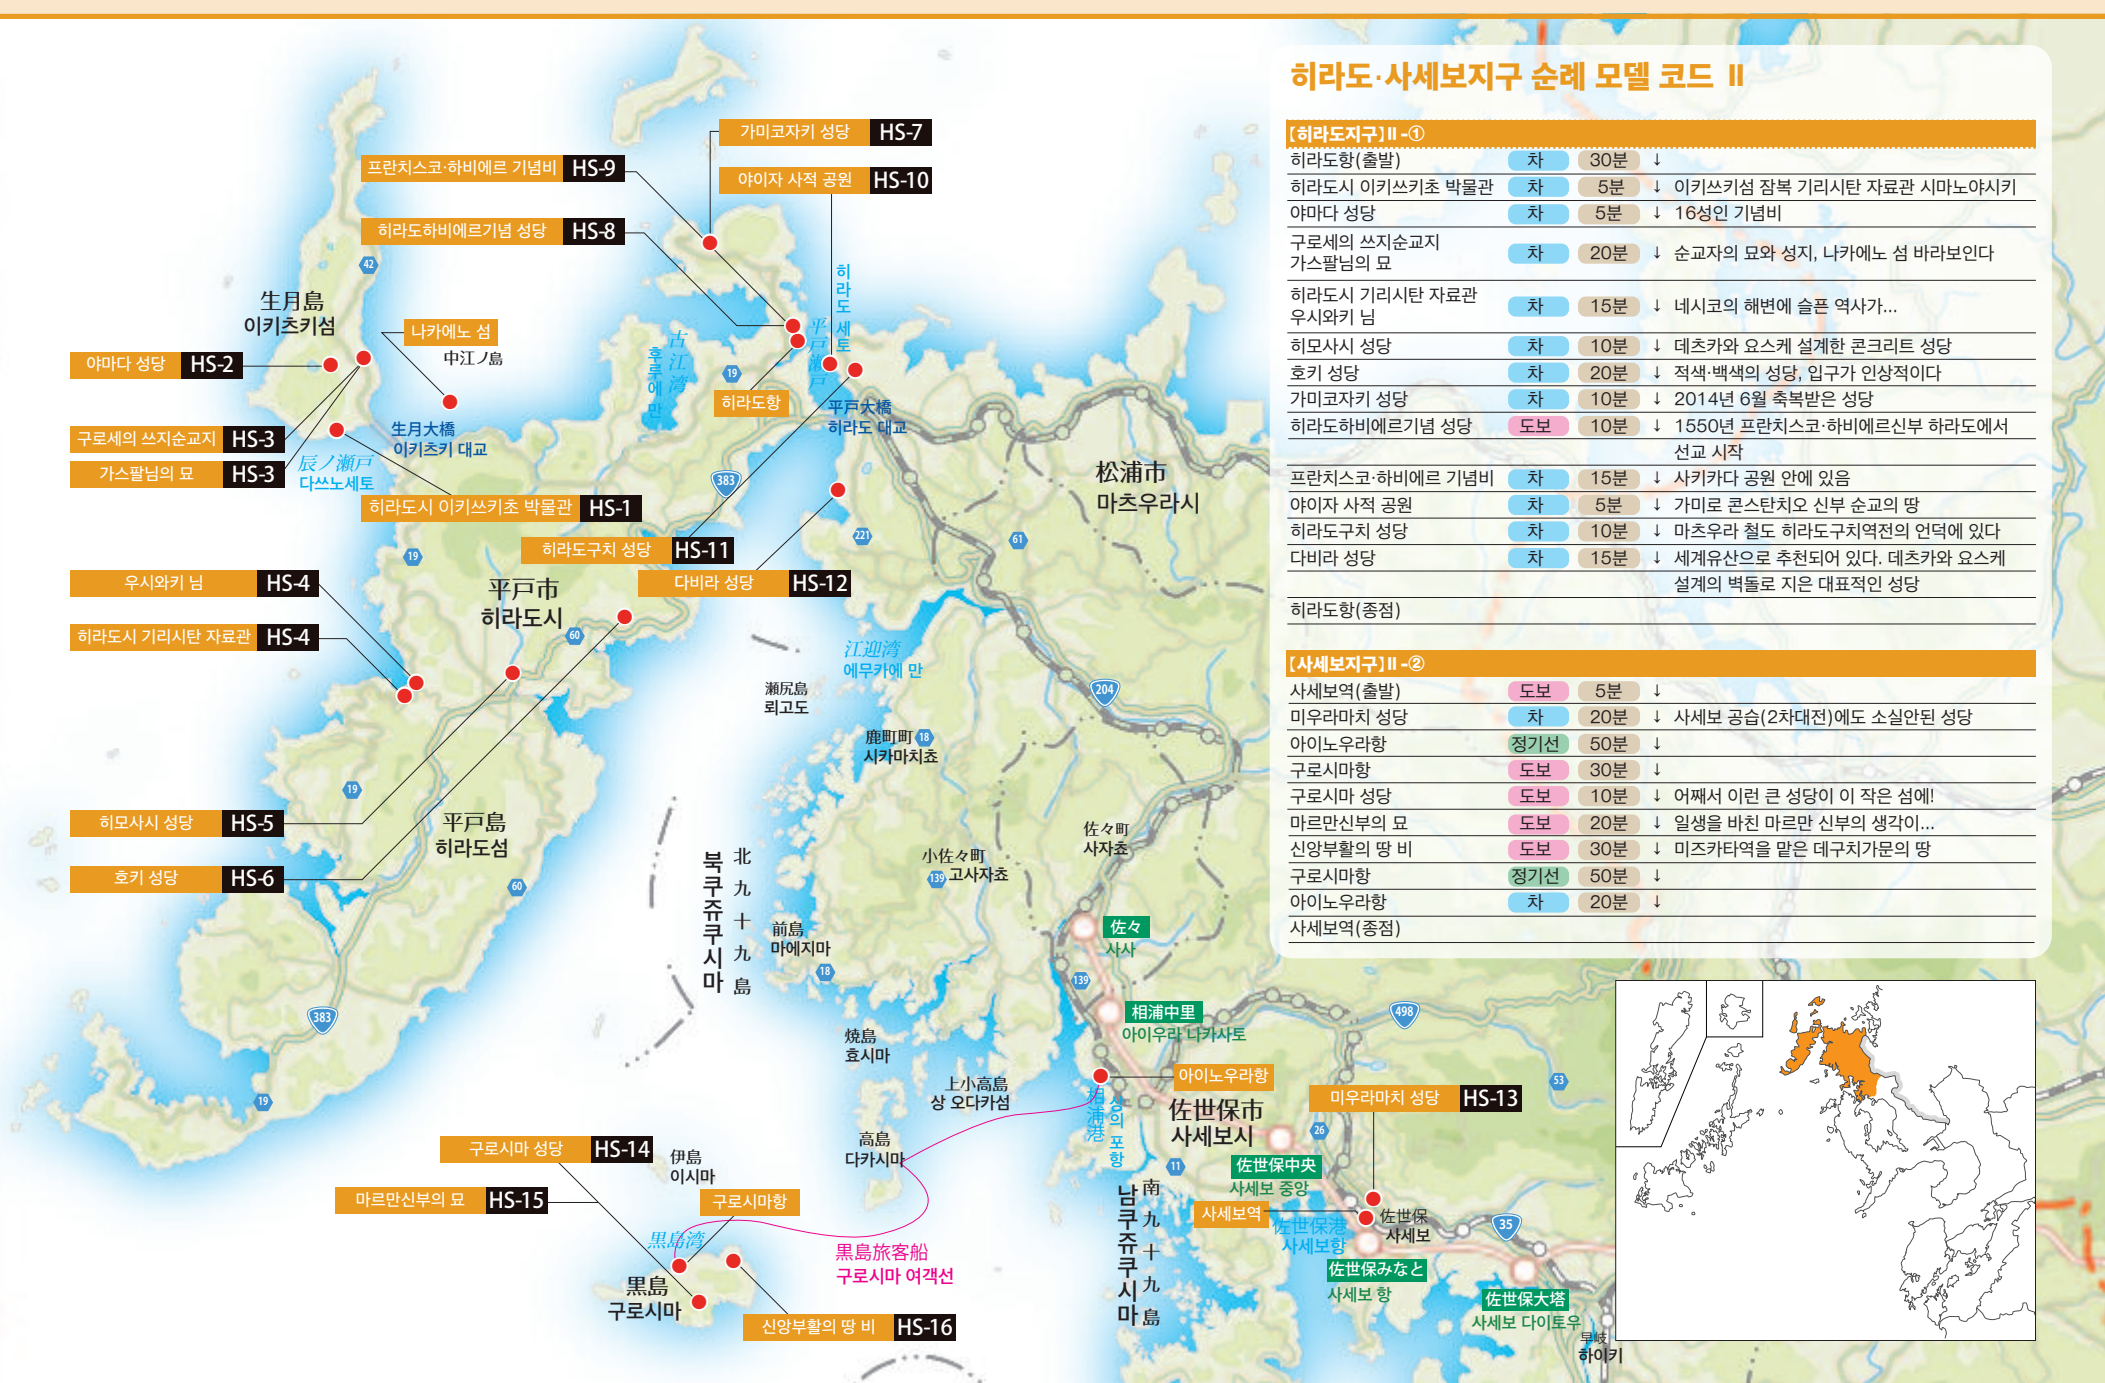 히라도·사세보지구 순례 모델 코드 Ⅱ
【히라도지구】Ⅱ-①
히라도항(출발) 차 30분 ↓
히라도시 이키쓰키초 박물관 차 5분 ↓ 이키쓰키섬 잠복 기리시탄 자료관 시마노야시키
야마다 성당 차 5분 ↓ 16성인 기념비
구로세의 쓰지순교지
가스팔님의 묘 차 20분 ↓ 순교자의 묘와 성지, 나카에노 섬 바라보인다
히라도시 기리시탄 자료관
우시와키 님 차 15분 ↓ 네시코의 해변에 슬픈 역사가...
히모사시 성당 차 10분 ↓ 데츠카와 요스케 설계한 콘크리트 성당
호키 성당 차 20분 ↓ 적색·백색의 성당, 입구가 인상적이다
가미코자키 성당 차 10분 ↓ 2014년 6월 축복받은 성당
히라도하비에르기념 성당 도보 10분 ↓ 1550년 프란치스코·하비에르신부 하라도에서
선교 시작
프란치스코·하비에르 기념비 차 15분 ↓ 사키카다 공원 안에 있음
야이자 사적 공원 차 5분 ↓ 가미로 콘스탄치오 신부 순교의 땅
히라도구치 성당 차 10분 ↓ 마츠우라 철도 히라도구치역전의 언덕에 있다
다비라 성당 차 15분 ↓ 세계유산으로 추천되어 있다. 데츠카와 요스케
설계의 벽돌로 지은 대표적인 성당
히라도항(종점)
【사세보지구】Ⅱ-②
사세보역(출발) 도보 5분 ↓
미우라마치 성당 차 20분 ↓ 사세보 공습(2차대전)에도 소실안된 성당
아이노우라항 정기선 50분 ↓
구로시마항 도보 30분 ↓
구로시마 성당 도보 10분 ↓ 어째서 이런 큰 성당이 이 작은 섬에!
마르만신부의 묘 도보 20분 ↓ 일생을 바친 마르만 신부의 생각이...
신앙부활의 땅 비 도보 30분 ↓ 미즈카타역을 맡은 데구치가문의 땅
구로시마항 정기선 50분 ↓
아이노우라항 차 20분 ↓
사세보역(종점)
가미코자키 성당 HS-7
프란치스코·하비에르 기념비 HS-9
야이자 사적 공원 HS-10
히라도하비에르기념 성당 HS-8
42
生月島
이키츠키섬
나카에노 섬
中江ノ島
야마다 성당 HS-2
古江湾
후루에 만
19
히라도 세토
平戸瀬戸
히라도항
平戸大橋
히라도 대교
生月大橋
이키츠키 대교
구로세의 쓰지순교지 HS-3
가스팔님의 묘 HS-3
辰ノ瀬戸
다쓰노세토
히라도시 이키쓰키초 박물관 HS-1
383
松浦市
마츠우라시
히라도구치 성당 HS-11
221
61
19
우시와키 님 HS-4
平戸市
히라도시
다비라 성당 HS-12
히라도시 기리시탄 자료관 HS-4
60
江迎湾
에무카에 만
瀬尻島
뢰고도
204
鹿町町
18
시카마치쵸
19
히모사시 성당 HS-5
平戸島
히라도섬
佐々町
사자쵸
小佐々町
139
고사자쵸
호키 성당 HS-6
60
北九十九島
북쿠쥬쿠시마
前島
마에지마
18
佐々
사사
139
383
相浦中里
아이우라 나카사토
498
焼島
효시마
上小高島
상 오다카섬
아이노우라항
相浦港
상의 포항
53
19
佐世保市
사세보시
미우라마치 성당 HS-13
26
구로시마 성당 HS-14
伊島
이시마
高島
다카시마
11
佐世保中央
사세보 중앙
마르만신부의 묘 HS-15
구로시마항
南九十九島
남쿠쥬쿠시마
사세보역
佐世保港
사세보항
佐世保
사세보
35
黒島湾
黒島旅客船
구로시마 여객선
佐世保みなと
사세보 항
黒島
구로시마
佐世保大塔
사세보 다이토우
신앙부활의 땅 비 HS-16
早岐
하이키